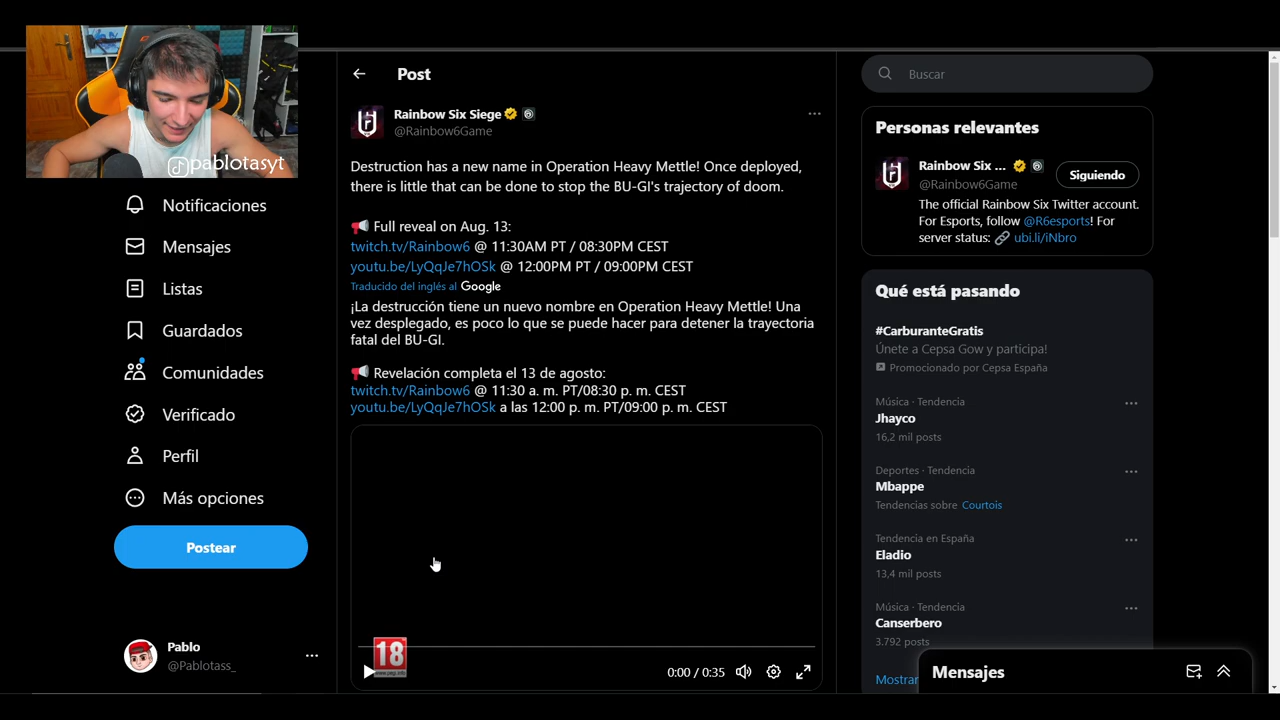 pablotasyt
Notificaciones
Mensajes
Listas
Guardados
Comunidades
Verificado
Perfil
Más opciones
Postear
Pablo
@Pablotass_
Post
Rainbow Six Siege
@Rainbow6Game
Destruction has a new name in Operation Heavy Mettle! Once deployed,
there is little that can be done to stop the BU-GI's trajectory of doom.
Full reveal on Aug. 13:
twitch.tv/Rainbow6 @ 11:30AM PT / 08:30PM CEST
youtu.be/LyQqJe7hOSk @ 12:00PM PT / 09:00PM CEST
Traducido del inglés al Google
¡La destrucción tiene un nuevo nombre en Operation Heavy Mettle! Una
vez desplegado, es poco lo que se puede hacer para detener la trayectoria
fatal del BU-GI.
Revelación completa el 13 de agosto:
twitch.tv/Rainbow6 @ 11:30 a. m. PT/08:30 p. m. CEST
youtu.be/LyQqJe7hOSk a las 12:00 p. m. PT/09:00 p. m. CEST
18
www.pegi.info
0:00 / 0:35
Buscar
Personas relevantes
Rainbow Six ...
@Rainbow6Game
Siguiendo
The official Rainbow Six Twitter account.
For Esports, follow @R6esports! For
server status: ubi.li/iNbro
Qué está pasando
#CarburanteGratis
Únete a Cepsa Gow y participa!
Promocionado por Cepsa España
Música · Tendencia
Jhayco
16,2 mil posts
Deportes · Tendencia
Mbappe
Tendencias sobre Courtois
Tendencia en España
Eladio
13,4 mil posts
Música · Tendencia
Canserbero
3.792 posts
Mostrar
Mensajes